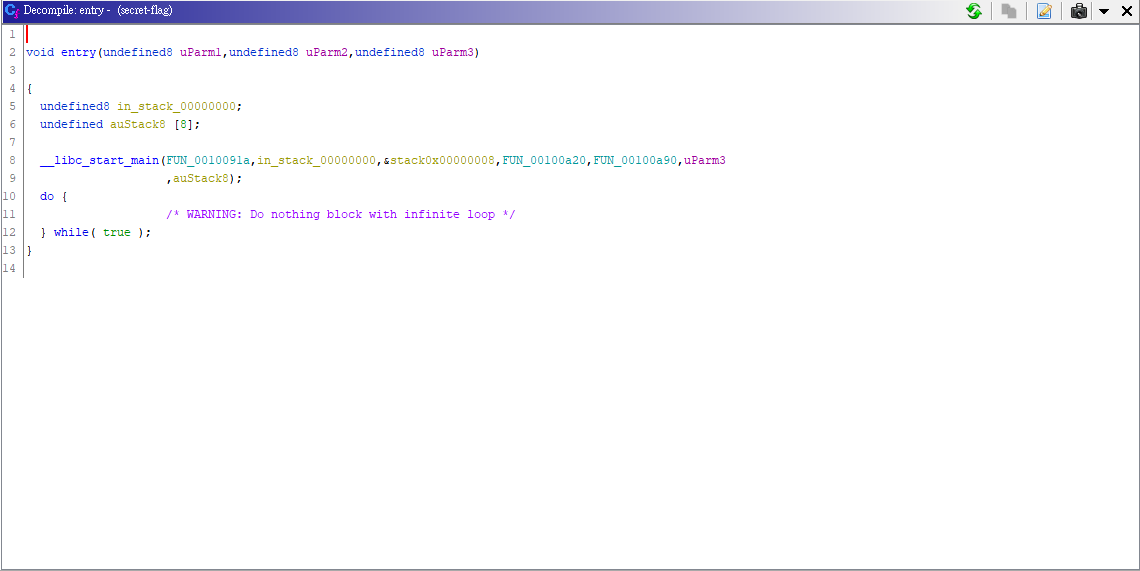 Decompile: entry - (secret-flag)
1
2 void entry(undefined8 uParm1,undefined8 uParm2,undefined8 uParm3)
3
4 {
5 undefined8 in_stack_00000000;
6 undefined auStack8 [8];
7
8 __libc_start_main(FUN_0010091a,in_stack_00000000,&stack0x00000008,FUN_00100a20,FUN_00100a90,uParm3
9 ,auStack8);
10 do {
11 /* WARNING: Do nothing block with infinite loop */
12 } while( true );
13 }
14